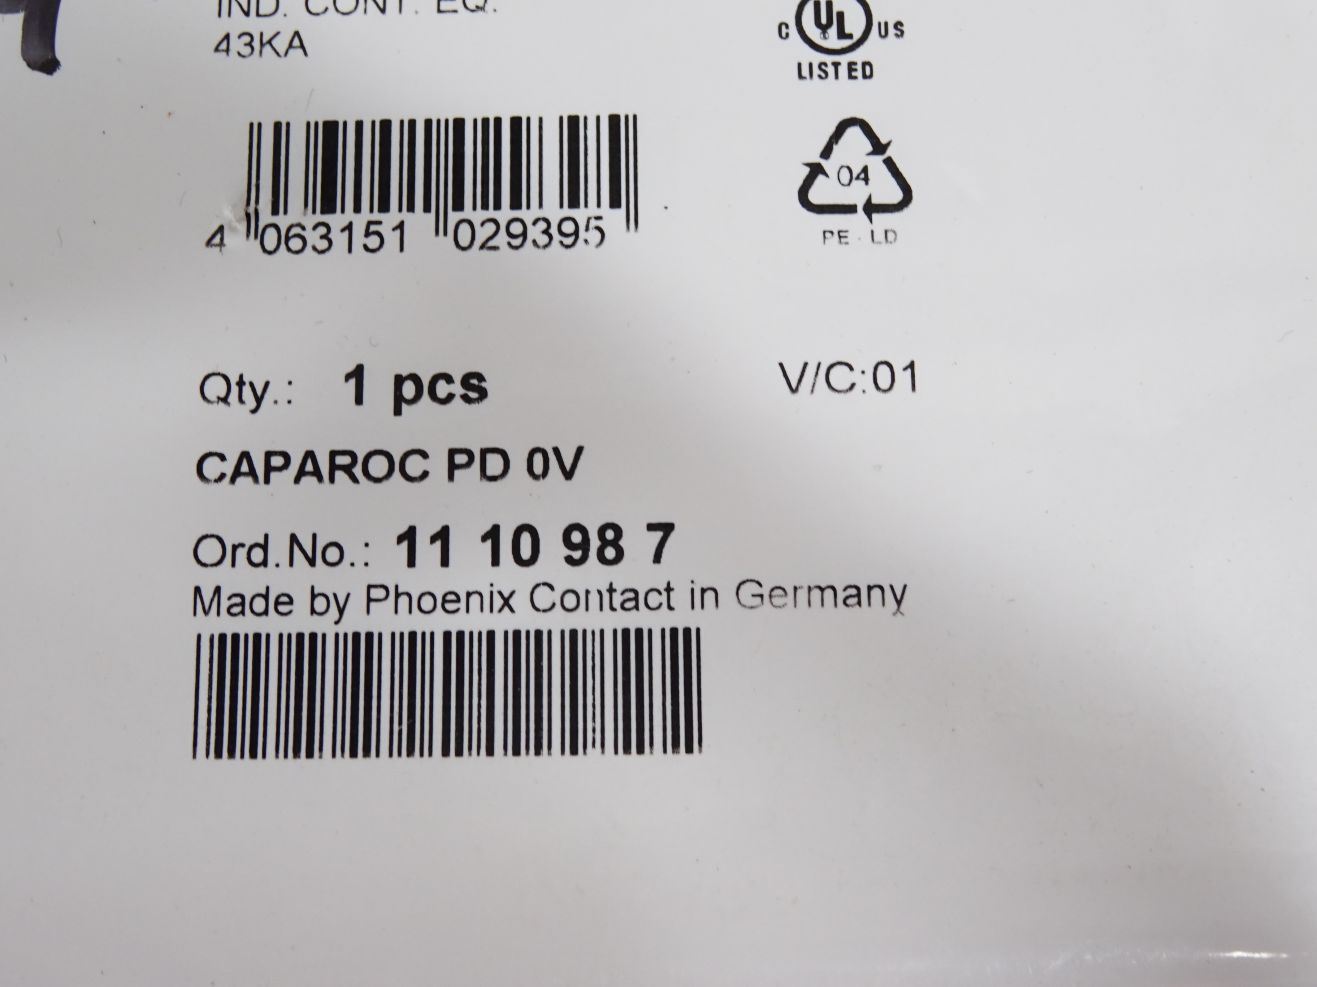 IND. CONT. EQ.
43KA
C UL US
LISTED
04
PE-LD
4 063151 029395
Qty.: 1 pcs
V/C:01
CAPAROC PD 0V
Ord.No.: 11 10 98 7
Made by Phoenix Contact in Germany